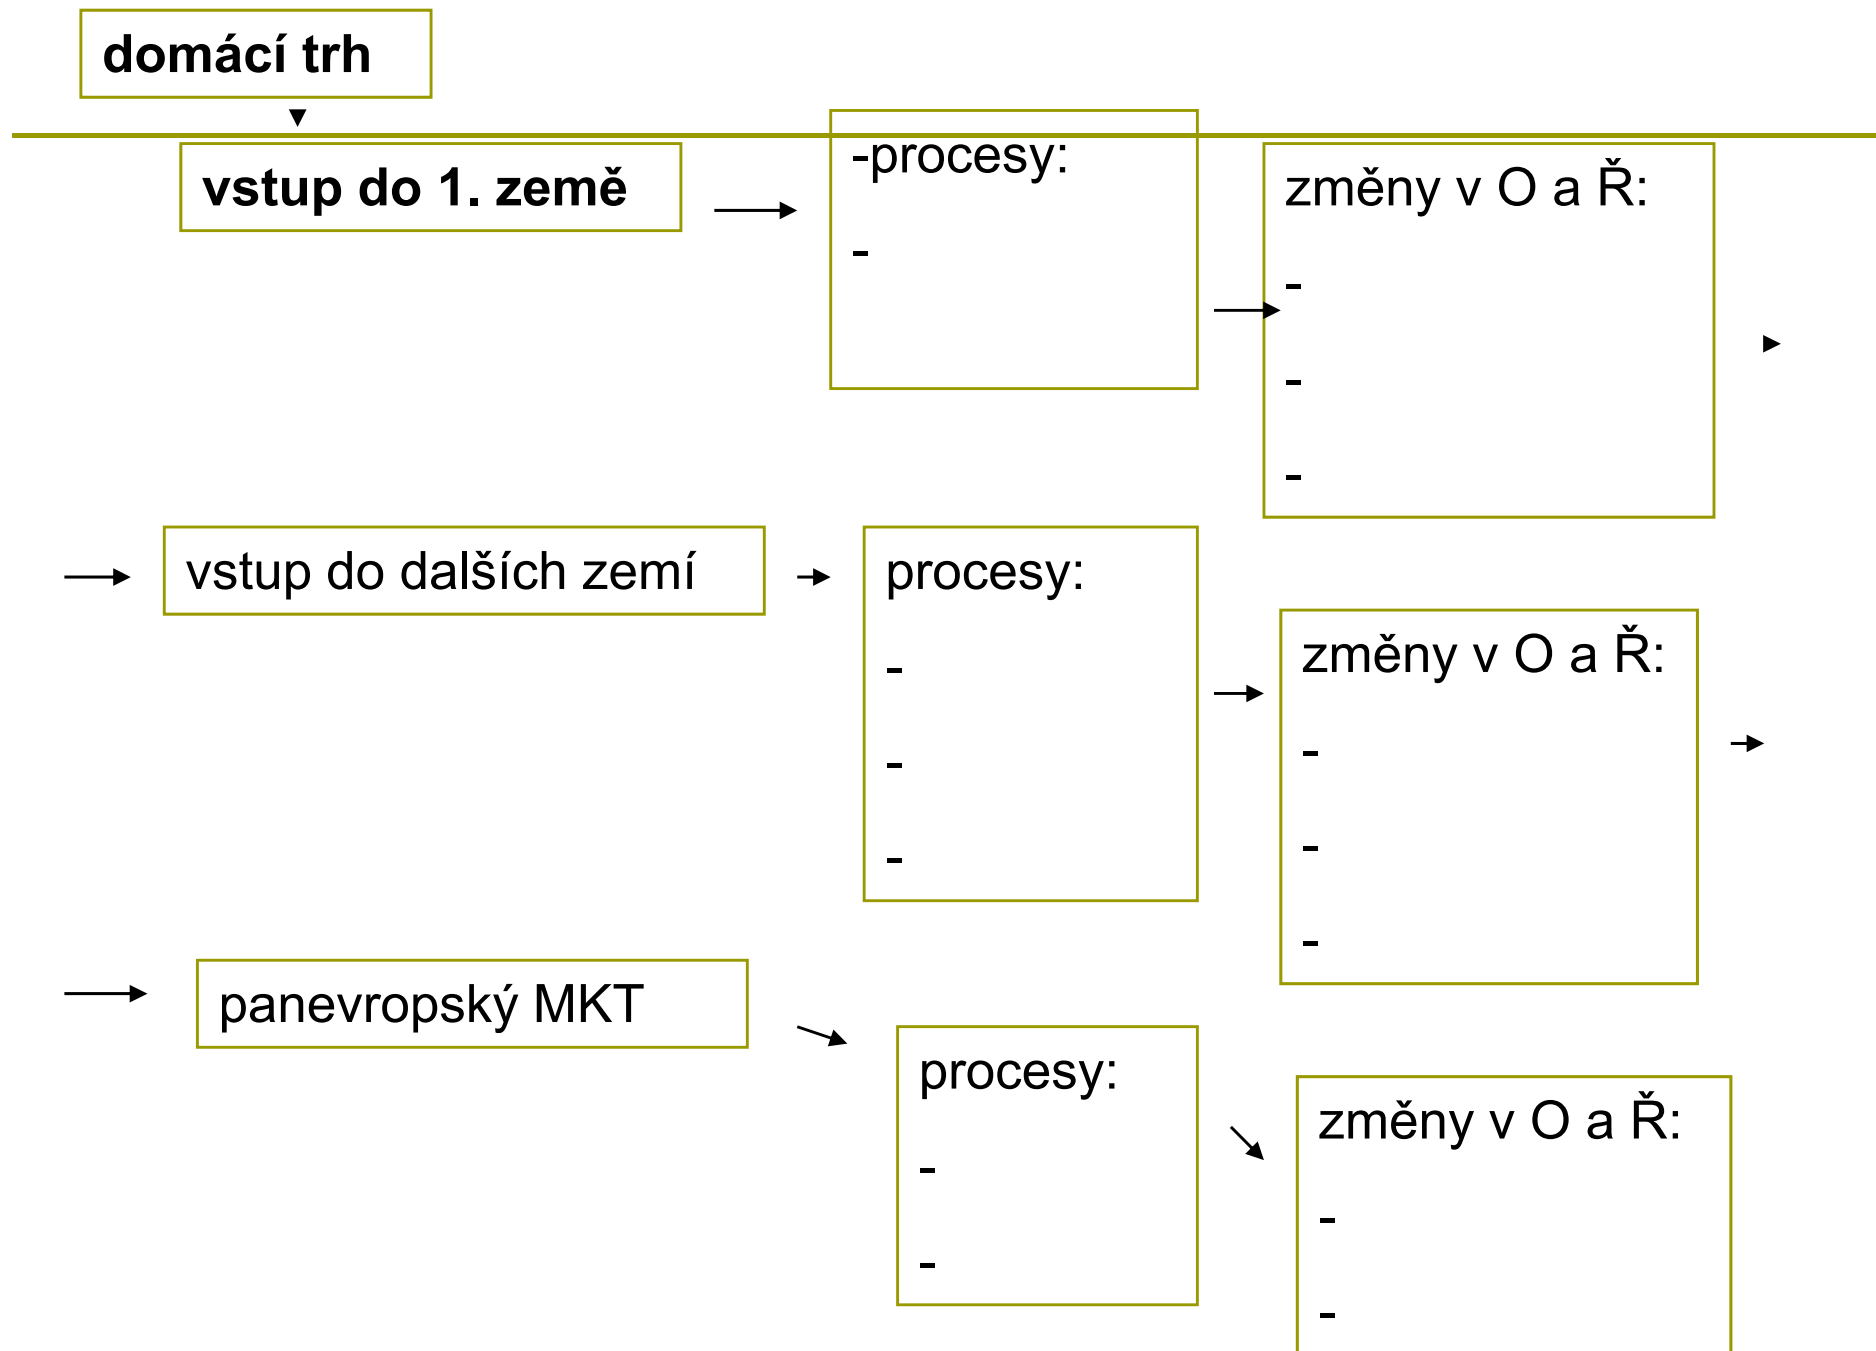 domácí trh
vstup do 1. země
-procesy:
-
změny v O a Ř:
-
-
-
vstup do dalších zemí
procesy:
-
-
-
změny v O a Ř:
-
-
-
panevropský MKT
procesy:
-
-
změny v O a Ř:
-
-